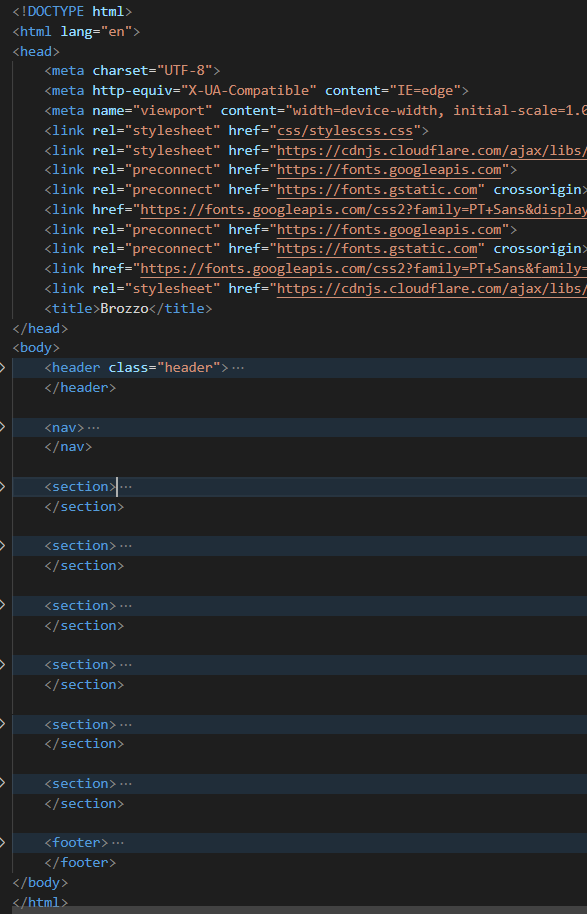 <!DOCTYPE html>
<html lang="en">
<head>
    <meta charset="UTF-8">
    <meta http-equiv="X-UA-Compatible" content="IE=edge">
    <meta name="viewport" content="width=device-width, initial-scale=1.0
    <link rel="stylesheet" href="css/stylescss.css">
    <link rel="stylesheet" href="https://cdnjs.cloudflare.com/ajax/libs/
    <link rel="preconnect" href="https://fonts.googleapis.com">
    <link rel="preconnect" href="https://fonts.gstatic.com" crossorigin>
    <link href="https://fonts.googleapis.com/css2?family=PT+Sans&display
    <link rel="preconnect" href="https://fonts.googleapis.com">
    <link rel="preconnect" href="https://fonts.gstatic.com" crossorigin>
    <link href="https://fonts.googleapis.com/css2?family=PT+Sans&family=
    <link rel="stylesheet" href="https://cdnjs.cloudflare.com/ajax/libs/
    <title>Brozzo</title>
</head>
<body>
    <header class="header">···
    </header>
    <nav>···
    </nav>
    <section>···
    </section>
    <section>···
    </section>
    <section>···
    </section>
    <section>···
    </section>
    <section>···
    </section>
    <section>···
    </section>
    <footer>···
    </footer>
</body>
</html>